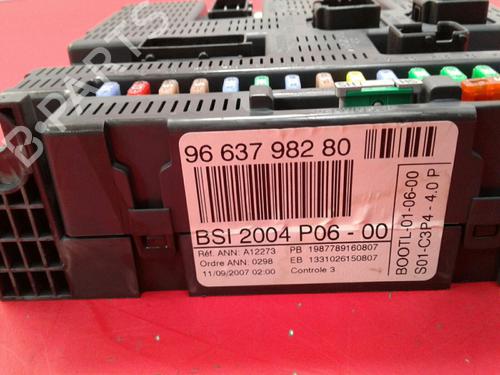 B-PARTS
96 637 982 80
BSI 2004 P06 - 00
Réf. ANN: A12273 PB 1987789160807
Ordre ANN: 0298 EB 1331026150807
11/09/2007 02:00 Controle 3
BOOTL-01-06-00
S01-C3P4 - 4.0 P